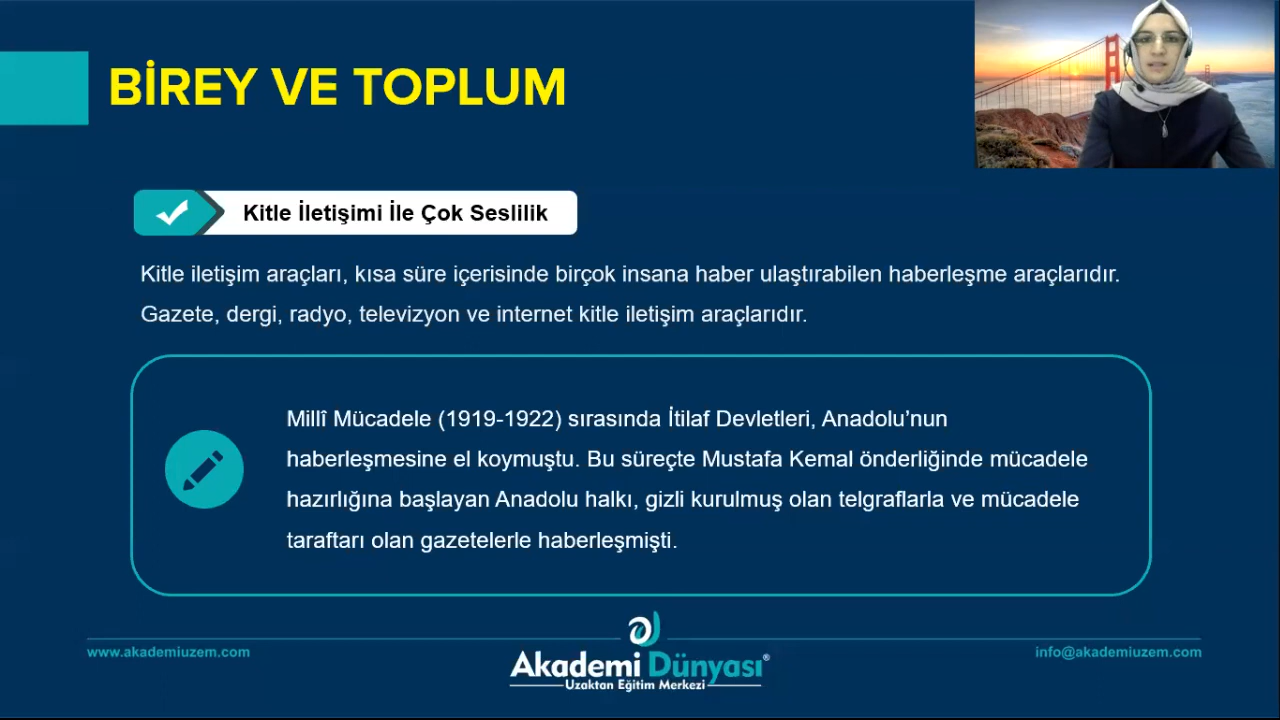 BİREY VE TOPLUM
Kitle İletişimi İle Çok Seslilik
Kitle iletişim araçları, kısa süre içerisinde birçok insana haber ulaştırabilen haberleşme araçlarıdır.
Gazete, dergi, radyo, televizyon ve internet kitle iletişim araçlarıdır.
Millî Mücadele (1919-1922) sırasında İtilaf Devletleri, Anadolu’nun
haberleşmesine el koymuştu. Bu süreçte Mustafa Kemal önderliğinde mücadele
hazırlığına başlayan Anadolu halkı, gizli kurulmuş olan telgraflarla ve mücadele
taraftarı olan gazetelerle haberleşmişti.
www.akademiuzem.com
Akademi Dünyası®
Uzaktan Eğitim Merkezi
info@akademiuzem.com